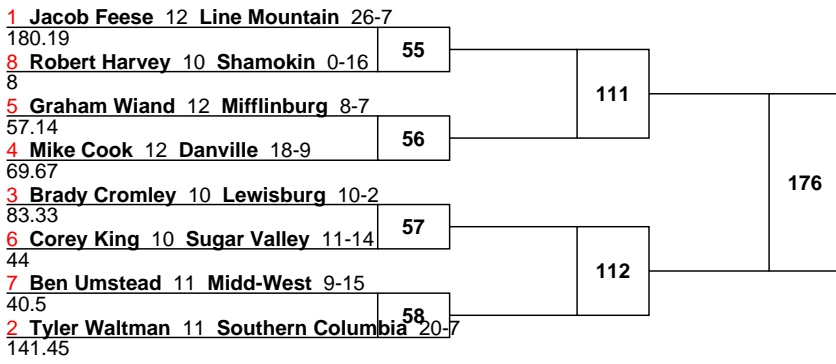 1 Jacob Feese 12 Line Mountain 26-7
180.19
8 Robert Harvey 10 Shamokin 0-16
8
5 Graham Wiand 12 Mifflinburg 8-7
57.14
4 Mike Cook 12 Danville 18-9
69.67
3 Brady Cromley 10 Lewisburg 10-2
83.33
6 Corey King 10 Sugar Valley 11-14
44
7 Ben Umstead 11 Midd-West 9-15
40.5
2 Tyler Waltman 11 Southern Columbia 20-7
141.45
55
56
57
58
111
112
176